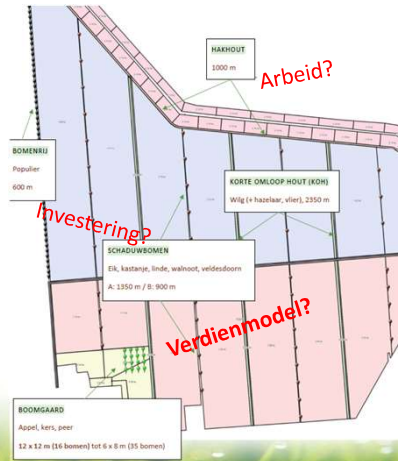 HAKHOUT
1000 m
Arbeid?
BOMENRIJ
Populier
600 m
KORTE OMLOOP HOUT (KOH)
Wilg (+ hazelaar, vlier), 2350 m
Investering?
SCHADUWBOMEN
Eik, kastanje, linde, walnoot, veldesdoorn
A: 1350 m / B: 900 m
Verdienmodel?
BOOMGAARD
Appel, kers, peer
12 x 12 m (16 bomen) tot 6 x 8 m (35 bomen)